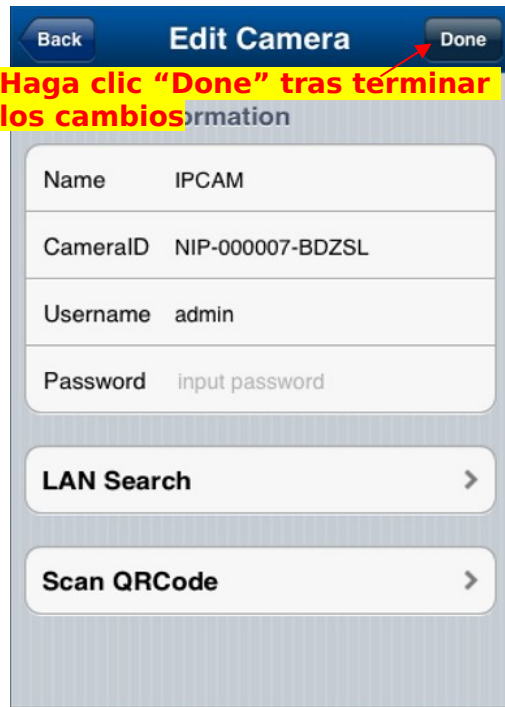 Back Edit Camera Done
Haga clic “Done” tras terminar
los cambios ormation
Name IPCAM
CameraID NIP-000007-BDZSL
Username admin
Password input password
LAN Search
Scan QRCode